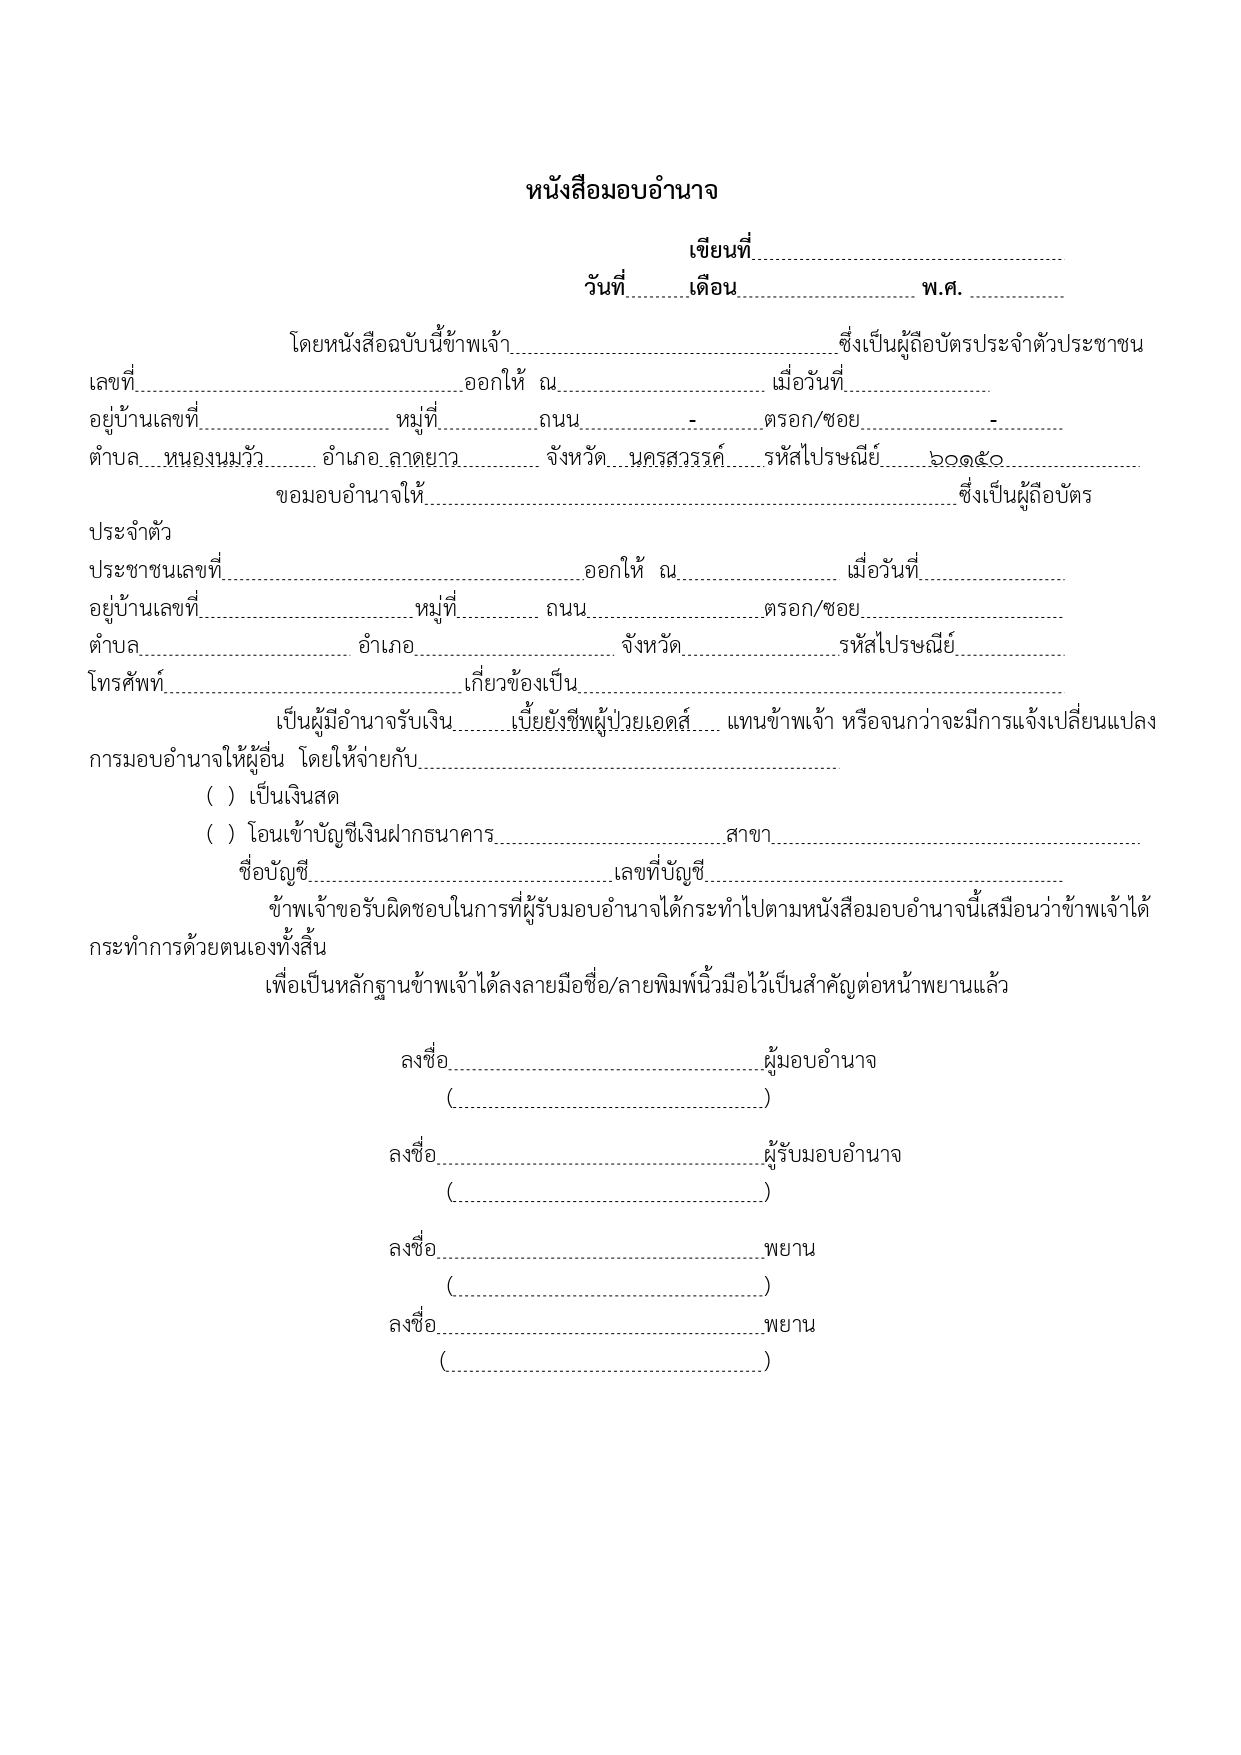 หนังสือมอบอำนาจ
เขียนที่
วันที่ เดือน พ.ศ.
โดยหนังสือฉบับนี้ข้าพเจ้า ซึ่งเป็นผู้ถือบัตรประจำตัวประชาชน
เลขที่ ออกให้ ณ เมื่อวันที่
อยู่บ้านเลขที่ หมู่ที่ ถนน - ตรอก/ซอย -
ตำบล หนองนมวัว อำเภอ ลาดยาว จังหวัด นครสวรรค์ รหัสไปรษณีย์ ๖๐๑๕๐
ขอมอบอำนาจให้ ซึ่งเป็นผู้ถือบัตร
ประจำตัว
ประชาชนเลขที่ ออกให้ ณ เมื่อวันที่
อยู่บ้านเลขที่ หมู่ที่ ถนน ตรอก/ซอย
ตำบล อำเภอ จังหวัด รหัสไปรษณีย์
โทรศัพท์ เกี่ยวข้องเป็น
เป็นผู้มีอำนาจรับเงิน เบี้ยยังชีพผู้ป่วยเอดส์ แทนข้าพเจ้า หรือจนกว่าจะมีการแจ้งเปลี่ยนแปลง
การมอบอำนาจให้ผู้อื่น โดยให้จ่ายกับ
( ) เป็นเงินสด
( ) โอนเข้าบัญชีเงินฝากธนาคาร สาขา
ชื่อบัญชี เลขที่บัญชี
ข้าพเจ้าขอรับผิดชอบในการที่ผู้รับมอบอำนาจได้กระทำไปตามหนังสือมอบอำนาจนี้เสมือนว่าข้าพเจ้าได้
กระทำการด้วยตนเองทั้งสิ้น
เพื่อเป็นหลักฐานข้าพเจ้าได้ลงลายมือชื่อ/ลายพิมพ์นิ้วมือไว้เป็นสำคัญต่อหน้าพยานแล้ว
ลงชื่อ ผู้มอบอำนาจ
( )
ลงชื่อ ผู้รับมอบอำนาจ
( )
ลงชื่อ พยาน
( )
ลงชื่อ พยาน
( )